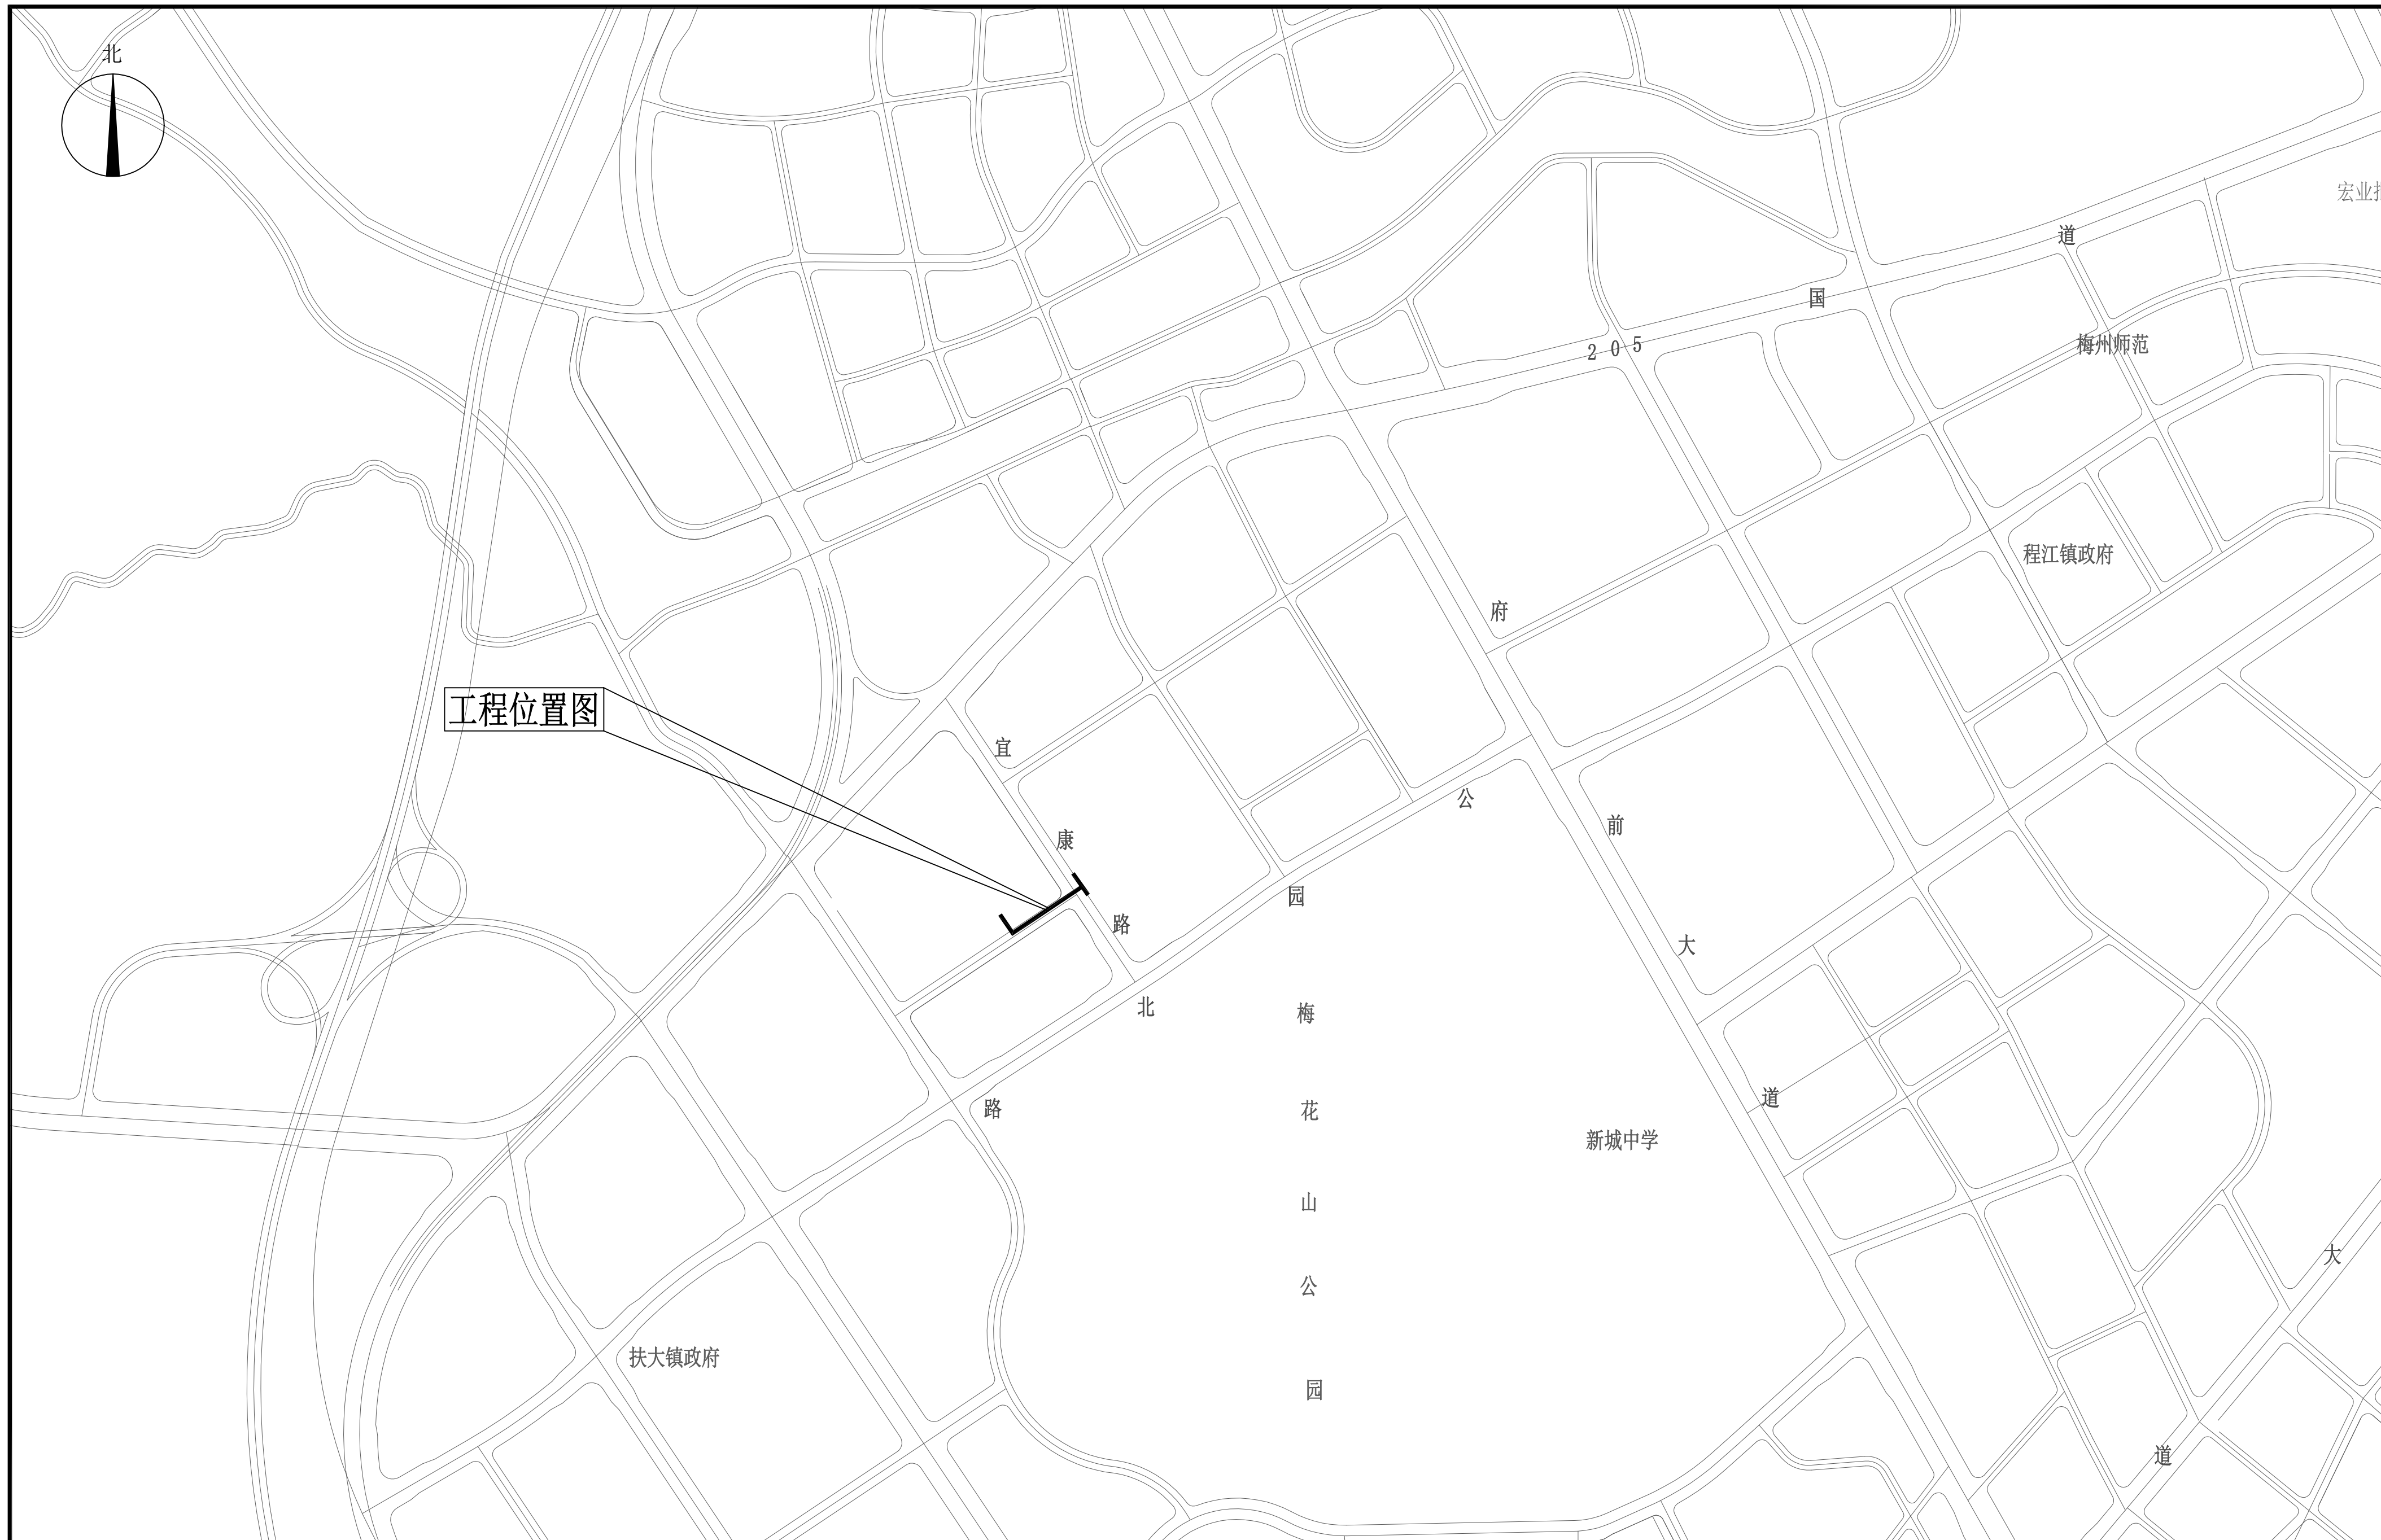 北
宏业
205国道
梅州师范
程江镇政府
工程位置图
宜康路
府前大道
公园北路
梅花山公园
新城中学
扶大镇政府
大道